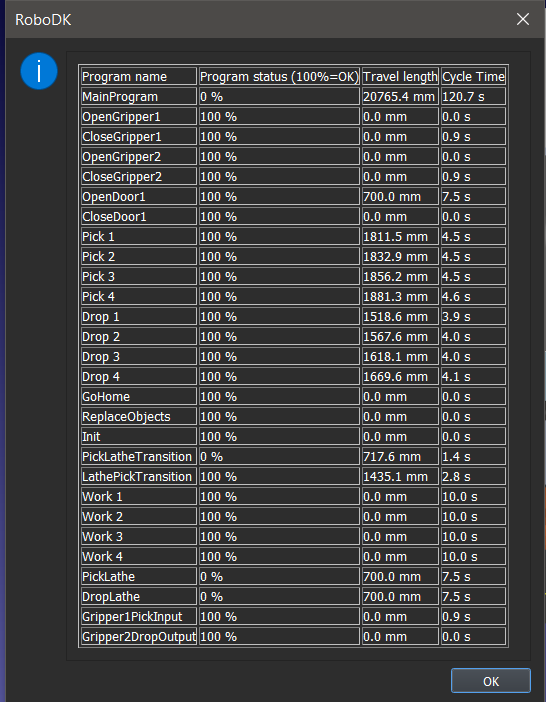 RoboDK
Program name Program status (100%=OK) Travel length Cycle Time
MainProgram 0 % 20765.4 mm 120.7 s
OpenGripper1 100 % 0.0 mm 0.0 s
CloseGripper1 100 % 0.0 mm 0.9 s
OpenGripper2 100 % 0.0 mm 0.0 s
CloseGripper2 100 % 0.0 mm 0.9 s
OpenDoor1 100 % 700.0 mm 7.5 s
CloseDoor1 100 % 0.0 mm 0.0 s
Pick 1 100 % 1811.5 mm 4.5 s
Pick 2 100 % 1832.9 mm 4.5 s
Pick 3 100 % 1856.2 mm 4.5 s
Pick 4 100 % 1881.3 mm 4.6 s
Drop 1 100 % 1518.6 mm 3.9 s
Drop 2 100 % 1567.6 mm 4.0 s
Drop 3 100 % 1618.1 mm 4.0 s
Drop 4 100 % 1669.6 mm 4.1 s
GoHome 100 % 0.0 mm 0.0 s
ReplaceObjects 100 % 0.0 mm 0.0 s
Init 100 % 0.0 mm 0.0 s
PickLatheTransition 0 % 717.6 mm 1.4 s
LathePickTransition 100 % 1435.1 mm 2.8 s
Work 1 100 % 0.0 mm 10.0 s
Work 2 100 % 0.0 mm 10.0 s
Work 3 100 % 0.0 mm 10.0 s
Work 4 100 % 0.0 mm 10.0 s
PickLathe 0 % 700.0 mm 7.5 s
DropLathe 0 % 700.0 mm 7.5 s
Gripper1PickInput 100 % 0.0 mm 0.9 s
Gripper2DropOutput 100 % 0.0 mm 0.0 s
OK